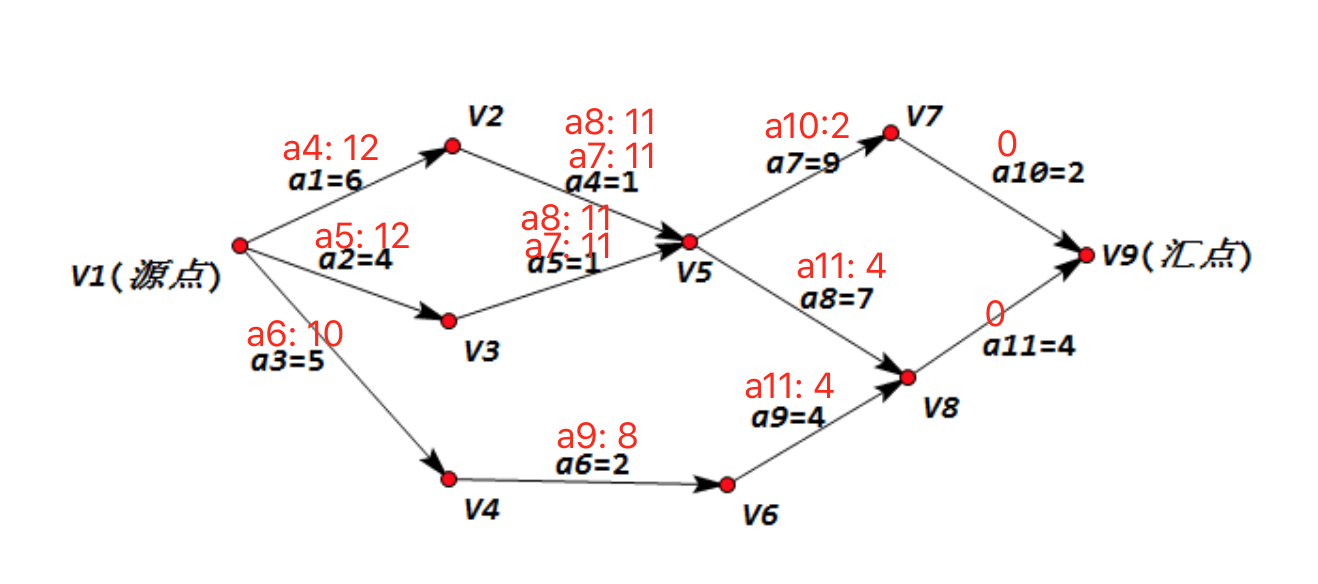 V2
a8: 11
a7: 11
a4=1
a4: 12
a1=6
a10:2
a7=9
V7
0
a10=2
a5: 12
a2=4
a8: 11
a7: 11
a5=1
V1(源点)
V5
V9(汇点)
a11: 4
a8=7
a6: 10
a3=5
V3
0
a11=4
a11: 4
a9=4
V8
a9: 8
a6=2
V4
V6